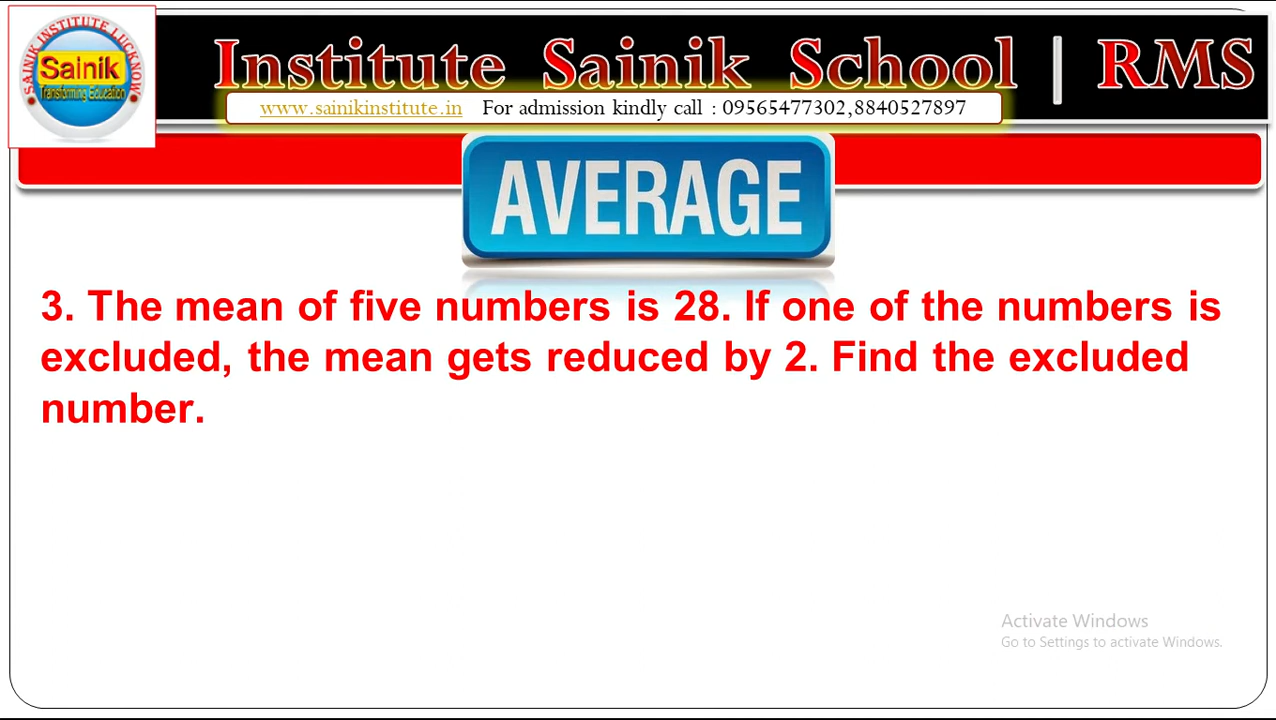 SAINIK INSTITUTE LUCKNOW
Sainik
Transforming Education
Institute Sainik School | RMS
www.sainikinstitute.in For admission kindly call : 09565477302,8840527897
AVERAGE
3. The mean of five numbers is 28. If one of the numbers is
excluded, the mean gets reduced by 2. Find the excluded
number.
Activate Windows
Go to Settings to activate Windows.